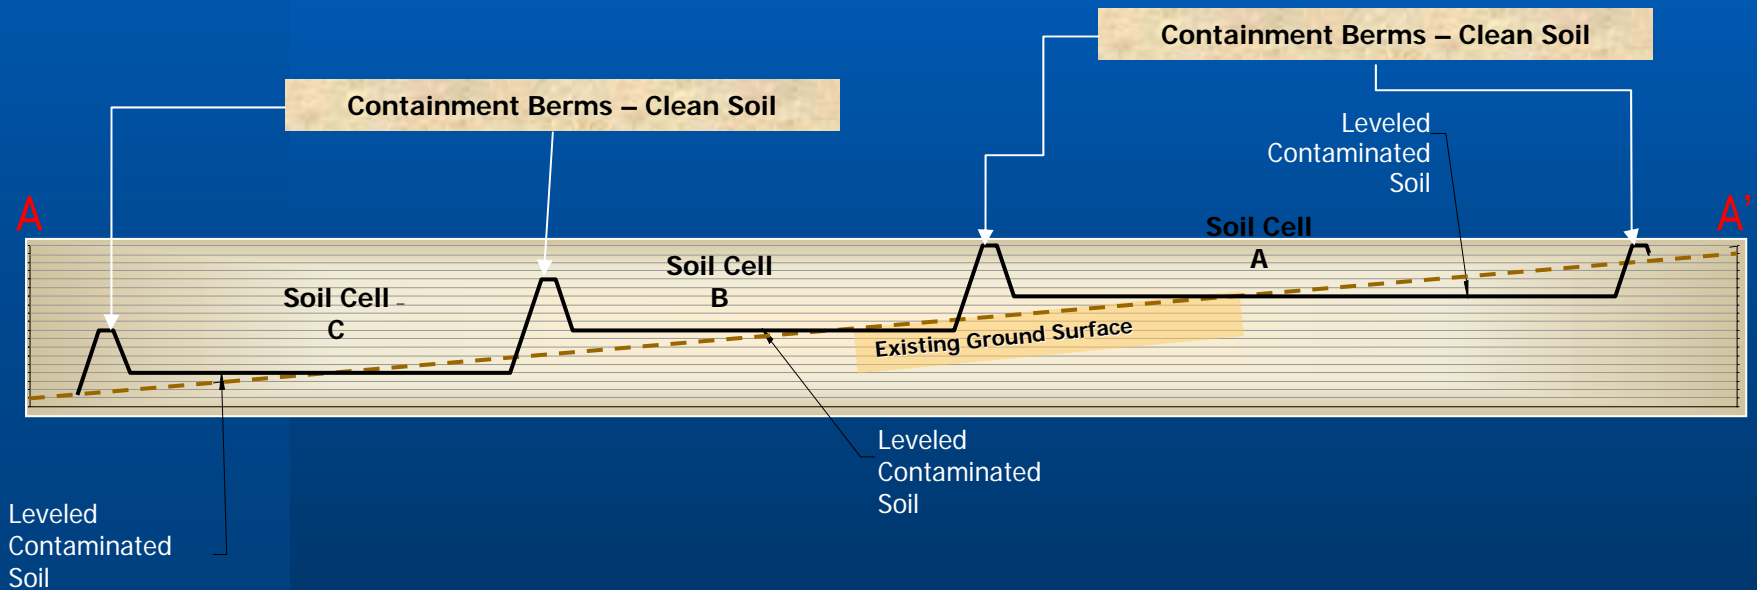 Containment Berms – Clean Soil
Containment Berms – Clean Soil
Leveled
Contaminated
Soil
A
A'
Soil Cell
A
Soil Cell
B
Soil Cell
C
Existing Ground Surface
Leveled
Contaminated
Soil
Leveled
Contaminated
Soil